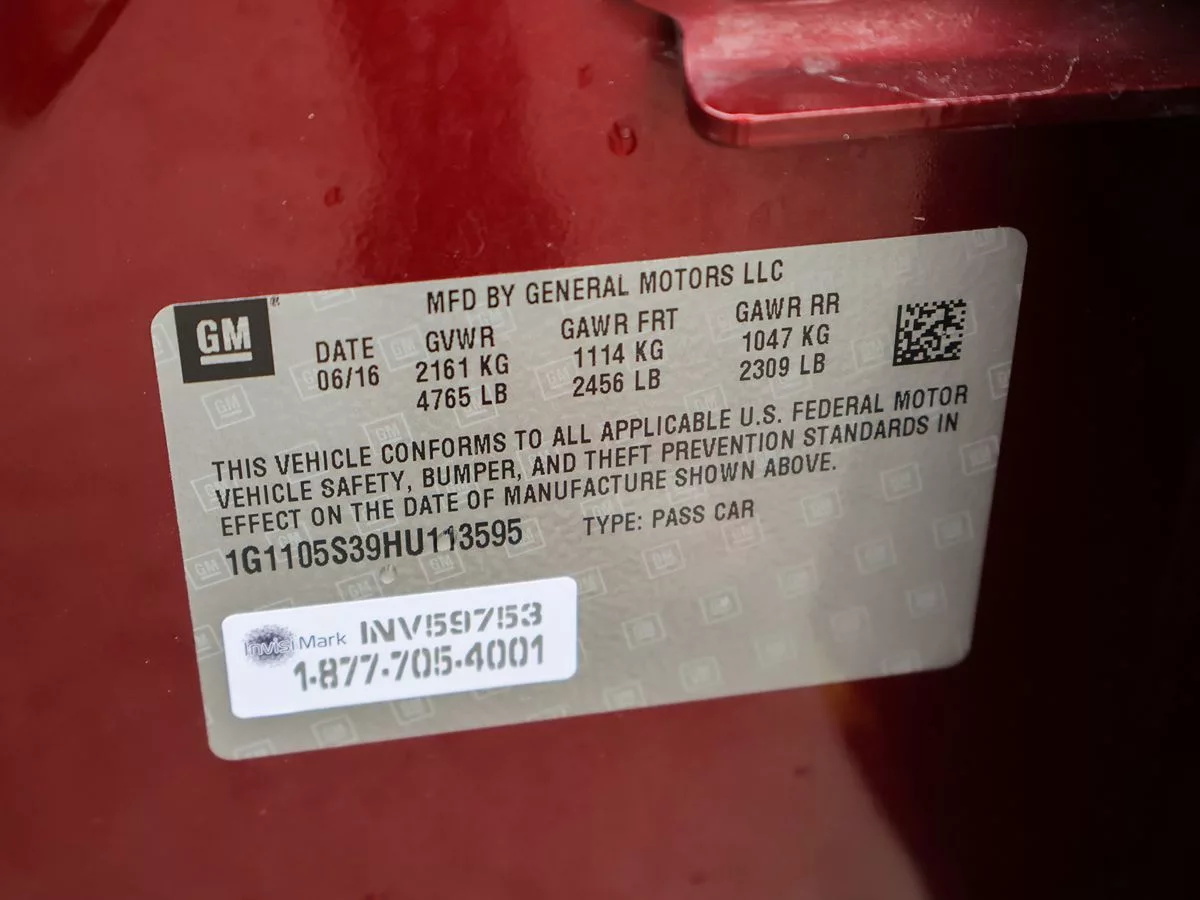 MFD BY GENERAL MOTORS LLC
GM ®
DATE
06/16
GVWR
2161 KG
4765 LB
GAWR FRT
1114 KG
2456 LB
GAWR RR
1047 KG
2309 LB
THIS VEHICLE CONFORMS TO ALL APPLICABLE U.S. FEDERAL MOTOR
VEHICLE SAFETY, BUMPER, AND THEFT PREVENTION STANDARDS IN
EFFECT ON THE DATE OF MANUFACTURE SHOWN ABOVE.
1G1105S39HU113595 TYPE: PASS CAR
InvisiMark INV59753
1-877-705-4001